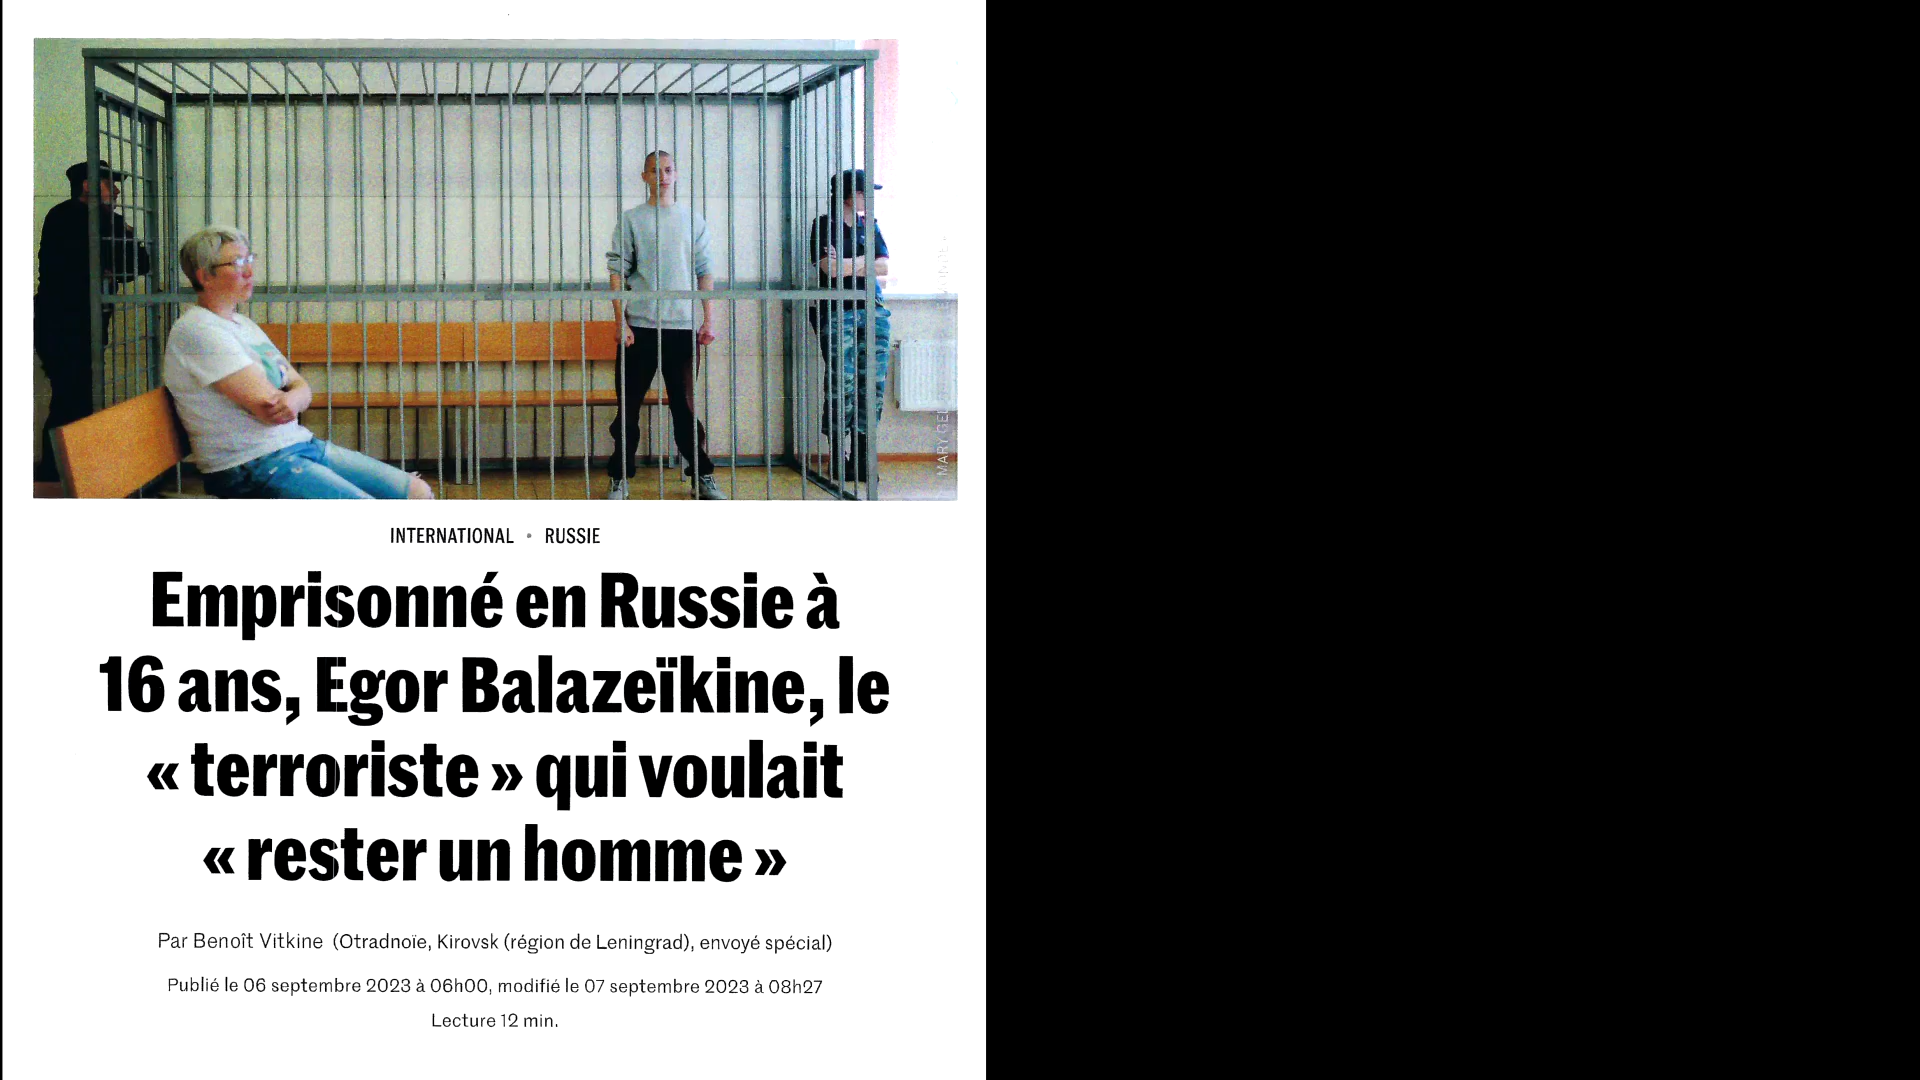 INTERNATIONAL • RUSSIE
Emprisonné en Russie à
16 ans, Egor Balazeïkine, le
« terroriste » qui voulait
« rester un homme »
Par Benoît Vitkine (Otradnoïe, Kirovsk (région de Leningrad), envoyé spécial)
Publié le 06 septembre 2023 à 06h00, modifié le 07 septembre 2023 à 08h27
Lecture 12 min.
MARY